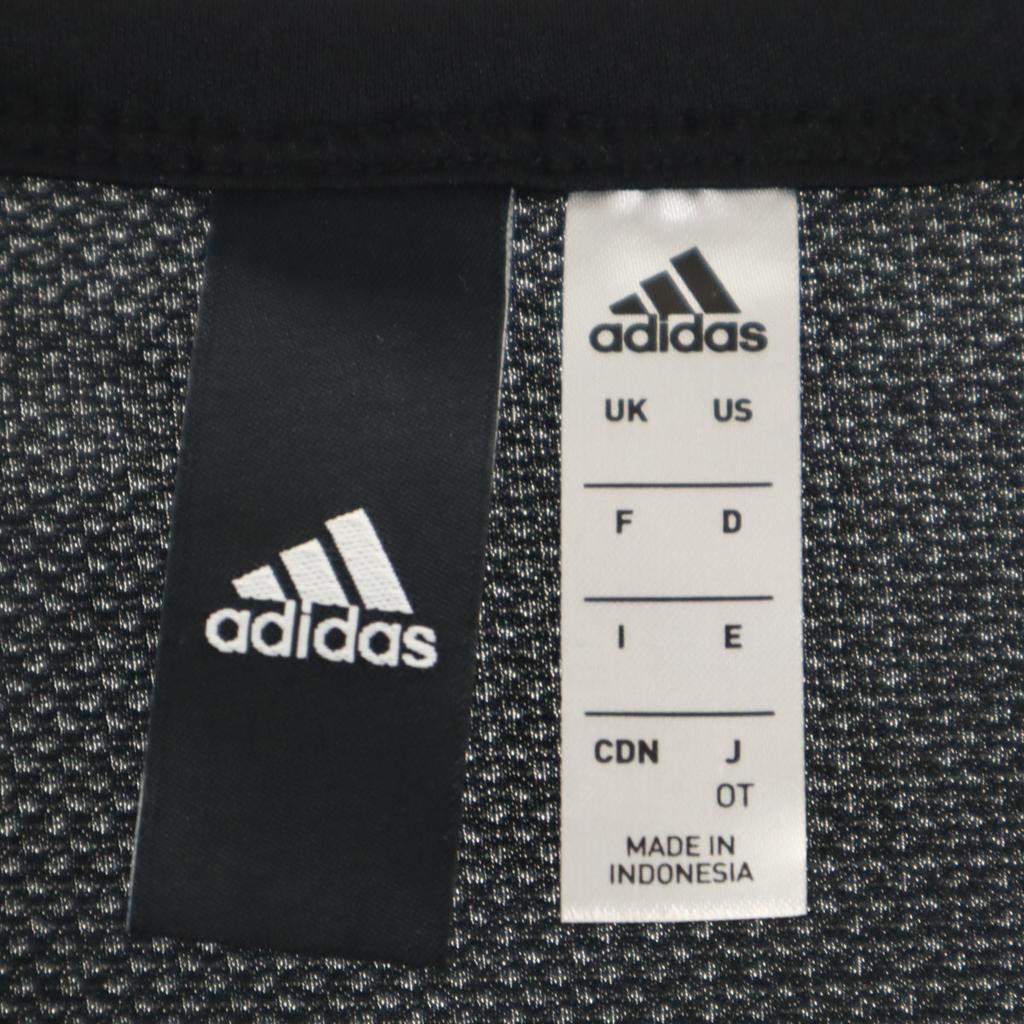 adidas
adidas
UK US
F D
I E
CDN J
OT
MADE IN
INDONESIA